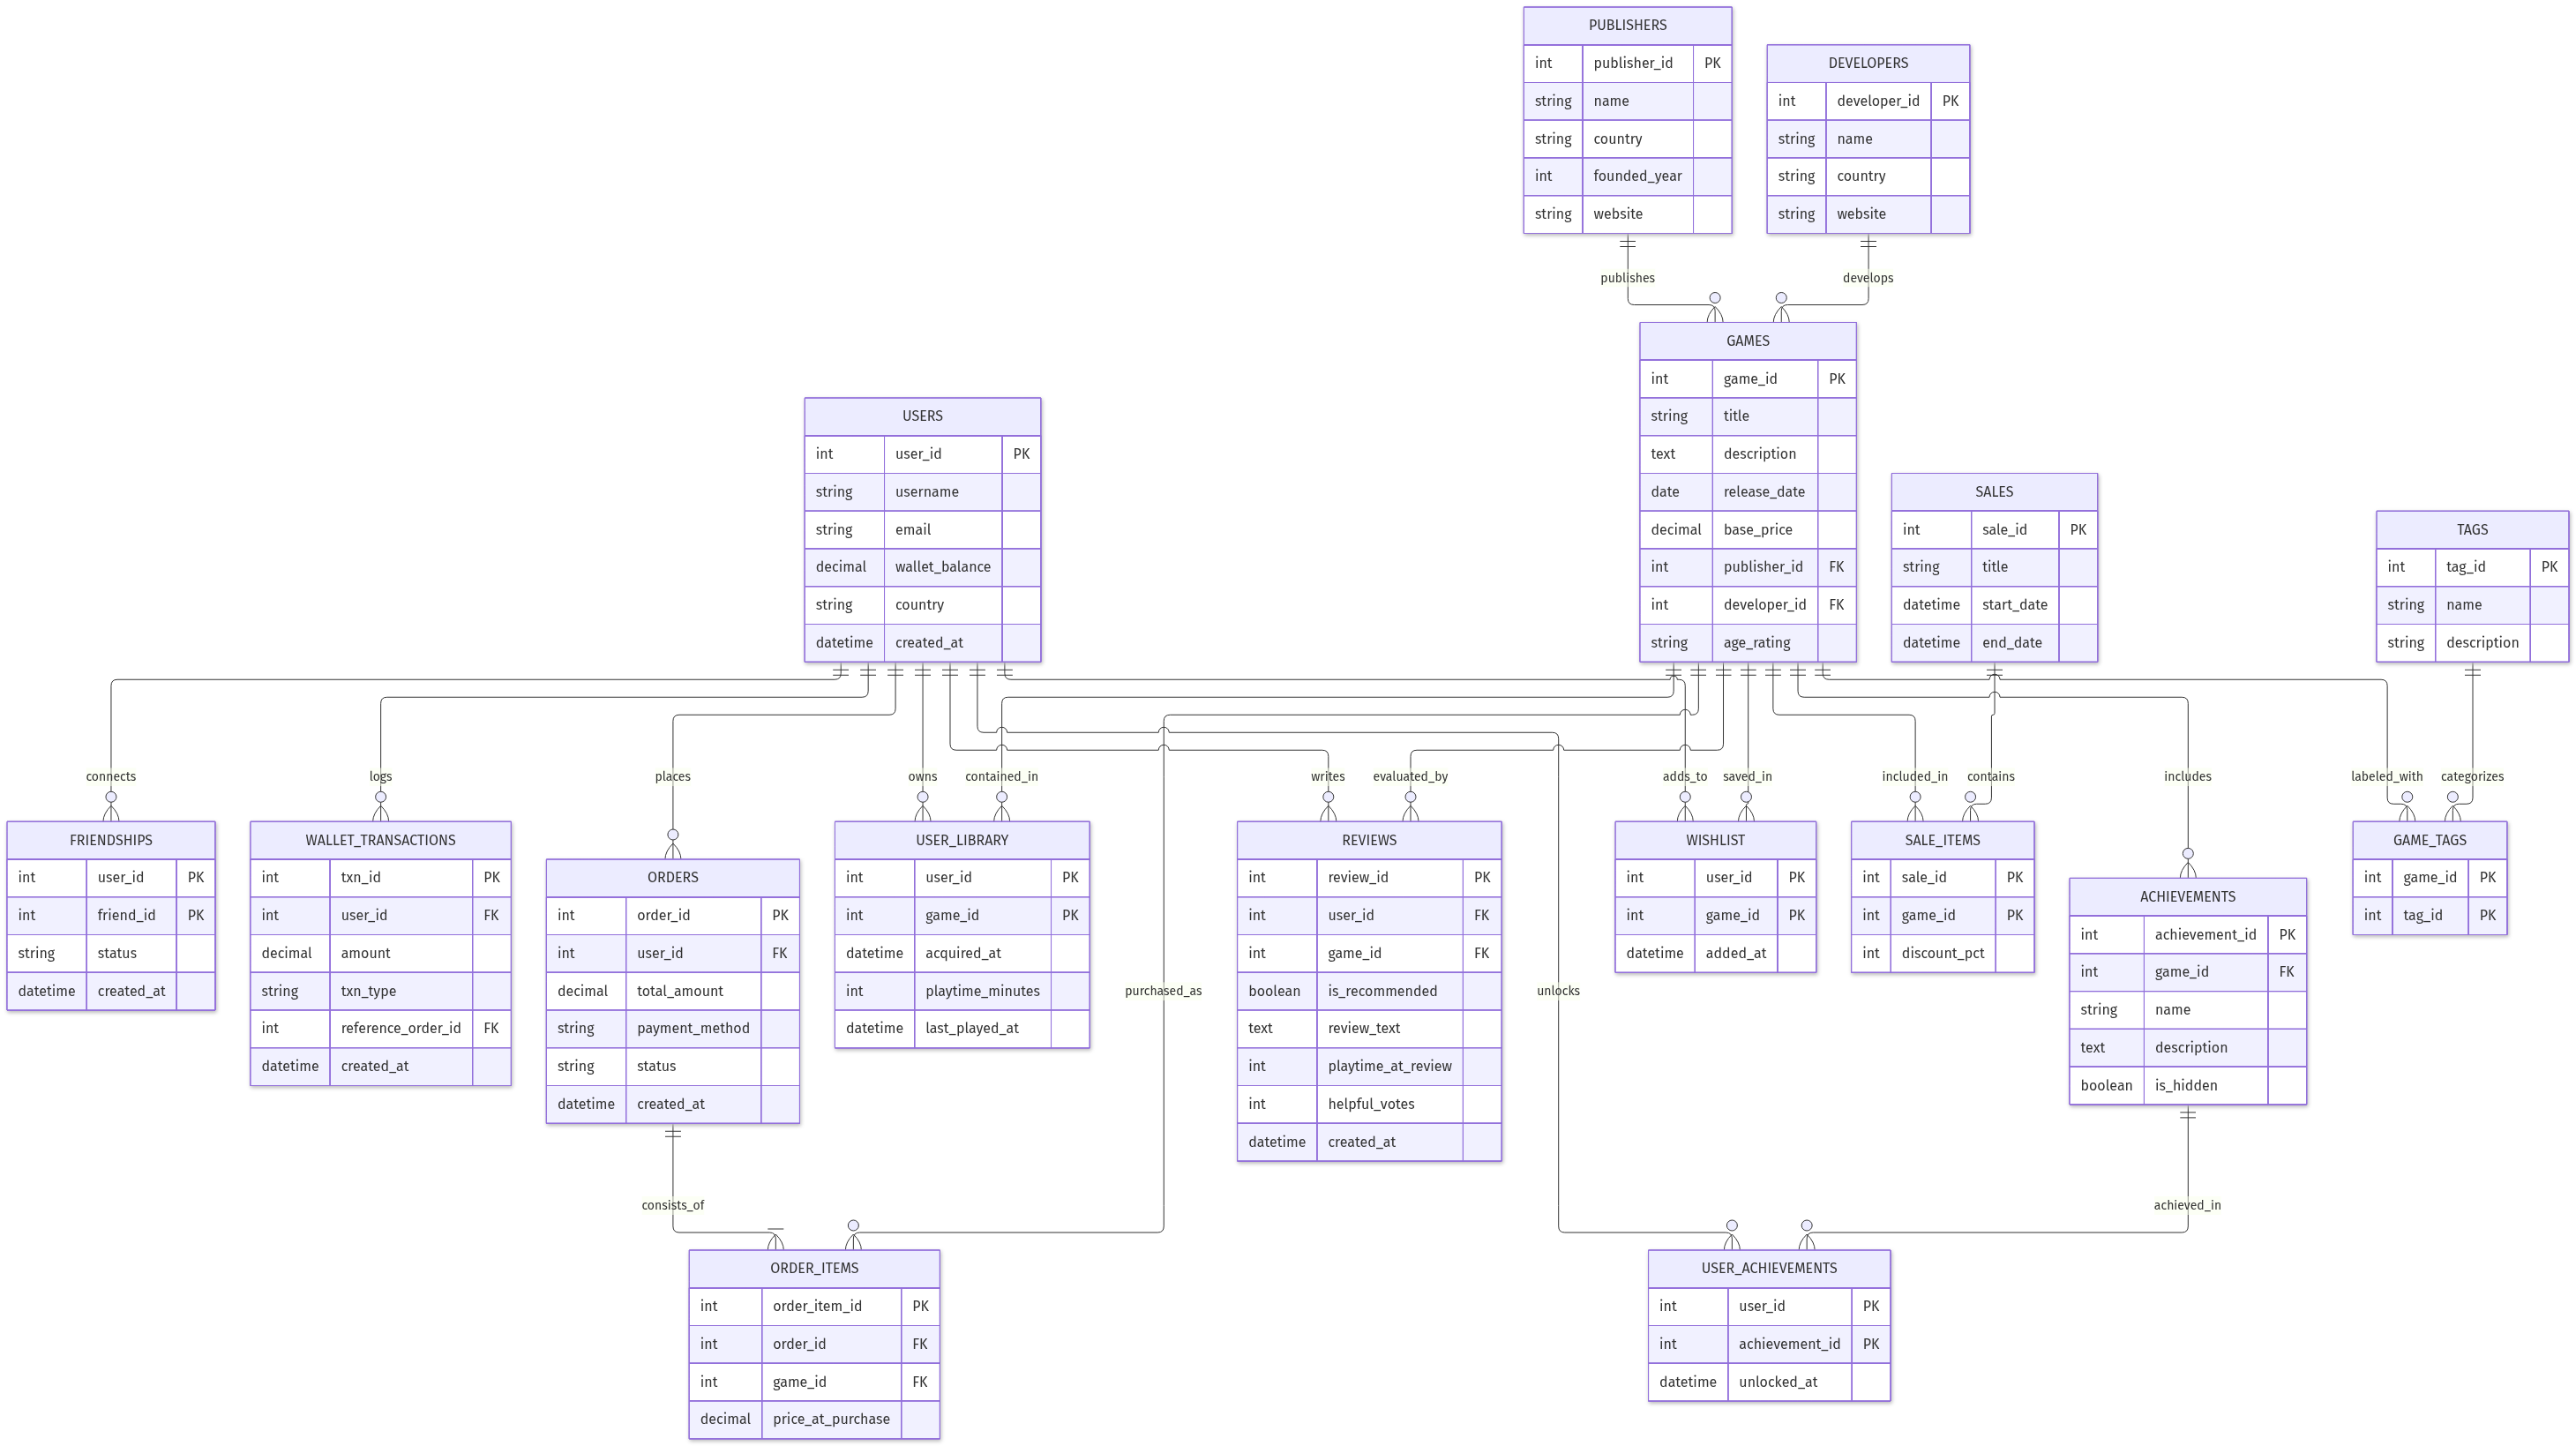 PUBLISHERS
int publisher_id PK
string name
string country
int founded_year
string website
DEVELOPERS
int developer_id PK
string name
string country
string website
publishes
develops
GAMES
int game_id PK
string title
text description
date release_date
decimal base_price
int publisher_id FK
int developer_id FK
string age_rating
USERS
int user_id PK
string username
string email
decimal wallet_balance
string country
datetime created_at
SALES
int sale_id PK
string title
datetime start_date
datetime end_date
TAGS
int tag_id PK
string name
string description
connects
logs
places
owns
contained_in
writes
evaluated_by
adds_to
saved_in
included_in
contains
includes
labeled_with
categorizes
FRIENDSHIPS
int user_id PK
int friend_id PK
string status
datetime created_at
WALLET_TRANSACTIONS
int txn_id PK
int user_id FK
decimal amount
string txn_type
int reference_order_id FK
datetime created_at
ORDERS
int order_id PK
int user_id FK
decimal total_amount
string payment_method
string status
datetime created_at
USER_LIBRARY
int user_id PK
int game_id PK
datetime acquired_at
int playtime_minutes
datetime last_played_at
purchased_as
REVIEWS
int review_id PK
int user_id FK
int game_id FK
boolean is_recommended
text review_text
int playtime_at_review
int helpful_votes
datetime created_at
unlocks
WISHLIST
int user_id PK
int game_id PK
datetime added_at
SALE_ITEMS
int sale_id PK
int game_id PK
int discount_pct
ACHIEVEMENTS
int achievement_id PK
int game_id FK
string name
text description
boolean is_hidden
GAME_TAGS
int game_id PK
int tag_id PK
consists_of
achieved_in
ORDER_ITEMS
int order_item_id PK
int order_id FK
int game_id FK
decimal price_at_purchase
USER_ACHIEVEMENTS
int user_id PK
int achievement_id PK
datetime unlocked_at